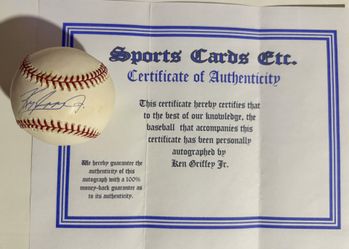 Sports Cards Etc.
Certificate of Authenticity
This certificate hereby certifies that
to the best of our knowledge, the
baseball that accompanies this
certificate has been personally
autographed by
Ken Griffey Jr.
We hereby guarantee the
authenticity of this
autograph with a 100%
money-back guarantee as
to its authenticity.